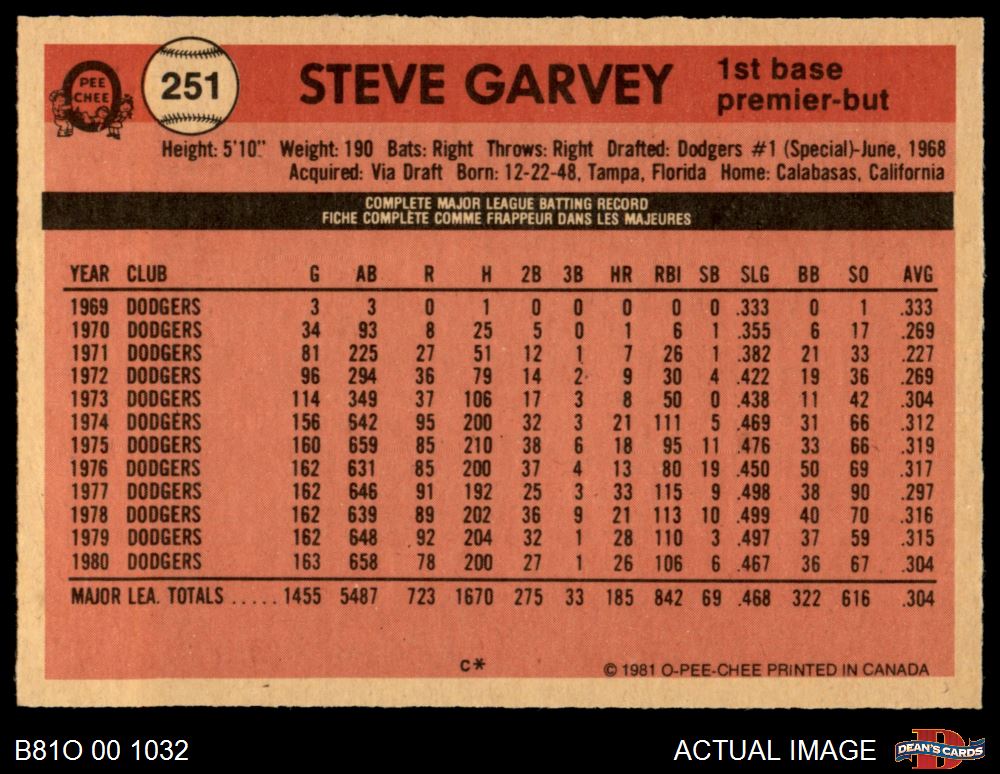 PEE
CHEE
251
STEVE GARVEY
1st base
premier-but
Height: 5'10" Weight: 190 Bats: Right Throws: Right Drafted: Dodgers #1 (Special)-June, 1968
Acquired: Via Draft Born: 12-22-48, Tampa, Florida Home: Calabasas, California
COMPLETE MAJOR LEAGUE BATTING RECORD
FICHE COMPLÈTE COMME FRAPPEUR DANS LES MAJEURES
YEAR CLUB G AB R H 2B 3B HR RBI SB SLG BB SO AVG
1969 DODGERS 3 3 0 1 0 0 0 0 0 .333 0 1 .333
1970 DODGERS 34 93 8 25 5 0 1 6 1 .355 6 17 .269
1971 DODGERS 81 225 27 51 12 1 7 26 1 .382 21 33 .227
1972 DODGERS 96 294 36 79 14 2 9 30 4 .422 19 36 .269
1973 DODGERS 114 349 37 106 17 3 8 50 0 .438 11 42 .304
1974 DODGERS 156 642 95 200 32 3 21 111 5 .469 31 66 .312
1975 DODGERS 160 659 85 210 38 6 18 95 11 .476 33 66 .319
1976 DODGERS 162 631 85 200 37 4 13 80 19 .450 50 69 .317
1977 DODGERS 162 646 91 192 25 3 33 115 9 .498 38 90 .297
1978 DODGERS 162 639 89 202 36 9 21 113 10 .499 40 70 .316
1979 DODGERS 162 648 92 204 32 1 28 110 3 .497 37 59 .315
1980 DODGERS 163 658 78 200 27 1 26 106 6 .467 36 67 .304
MAJOR LEA. TOTALS ..... 1455 5487 723 1670 275 33 185 842 69 .468 322 616 .304
C*
© 1981 O-PEE-CHEE PRINTED IN CANADA
B81O 00 1032
ACTUAL IMAGE
D
DEAN'S CARDS